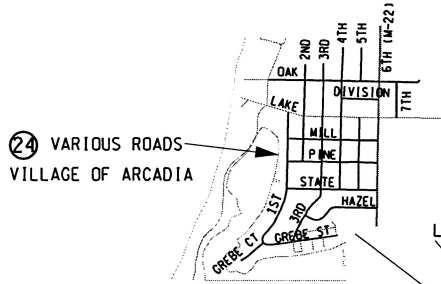 2ND
3RD
4TH
5TH
6TH (M-22)
OAK
DIVISION
7TH
LAKE
24 VARIOUS ROADS
VILLAGE OF ARCADIA
MILL
PINE
STATE
1ST
3RD
HAZEL
GREBE CT
GREBE ST
L